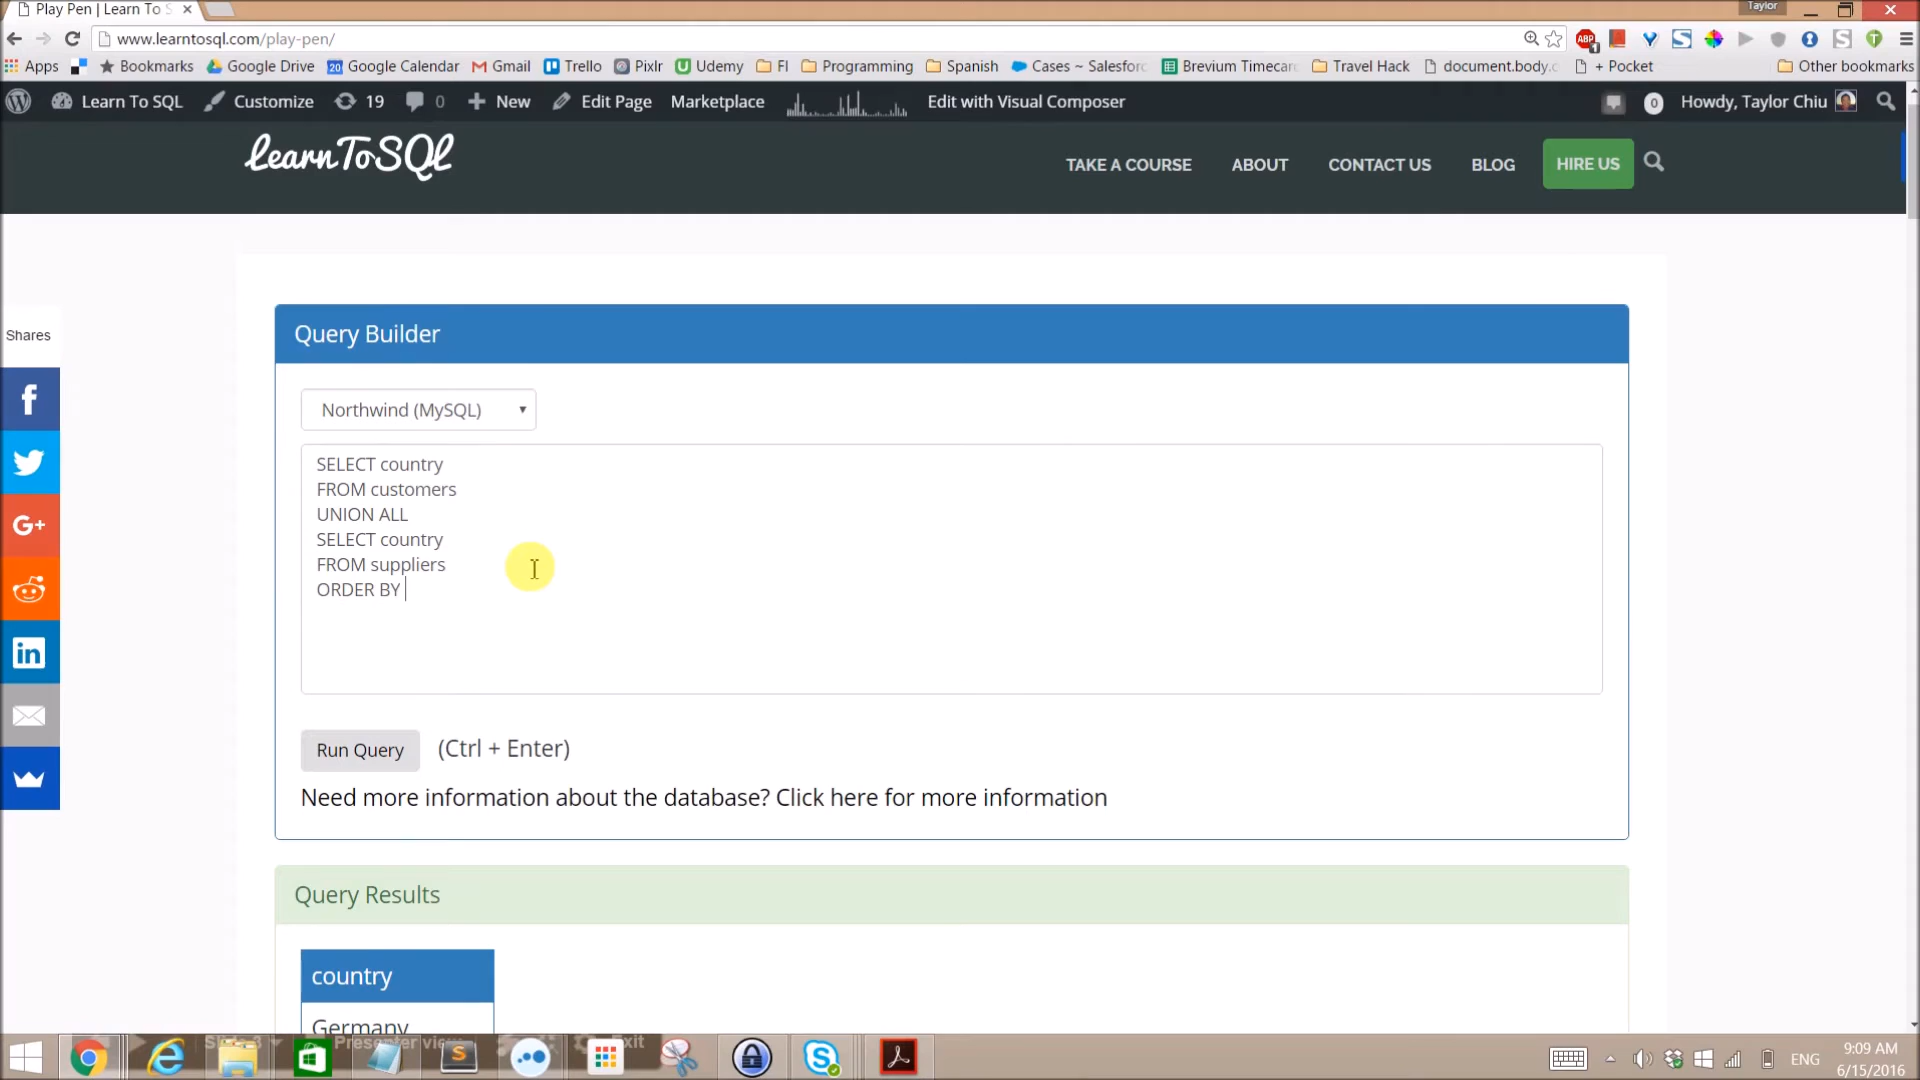 Play Pen | Learn To S
Taylor
www.learntosql.com/play-pen/
ABP
1
Apps
Bookmarks
Google Drive
20
Google Calendar
Gmail
Trello
Pixlr
Udemy
FI
Programming
Spanish
Cases ~ Salesforc
Brevium Timecar
Travel Hack
document.body.c
+ Pocket
Other bookmarks
Learn To SQL
Customize
19
0
New
Edit Page
Marketplace
Edit with Visual Composer
0
Howdy, Taylor Chiu
LearnToSQL
TAKE A COURSE
ABOUT
CONTACT US
BLOG
HIRE US
Shares
Query Builder
Northwind (MySQL)
SELECT country
FROM customers
UNION ALL
SELECT country
FROM suppliers
ORDER BY
Run Query
(Ctrl + Enter)
Need more information about the database? Click here for more information
Query Results
country
Germany
ENG
9:09 AM
6/15/2016